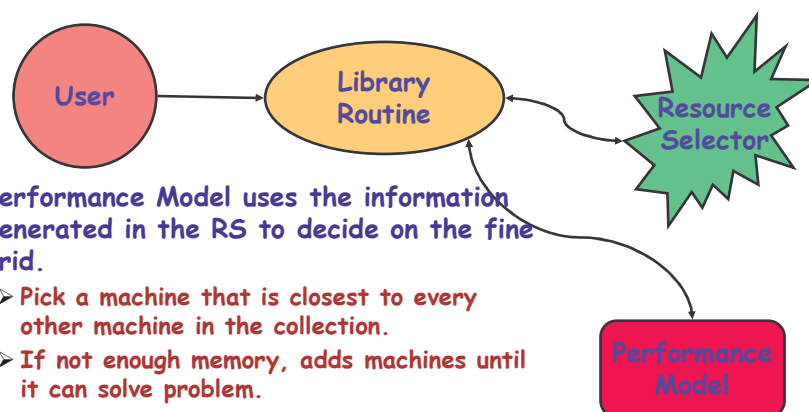 User
Library
Routine
Resource
Selector
erformance Model uses the information
enerated in the RS to decide on the fine
rid.
➢ Pick a machine that is closest to every
other machine in the collection.
➢ If not enough memory, adds machines until
it can solve problem.
Performance
Model